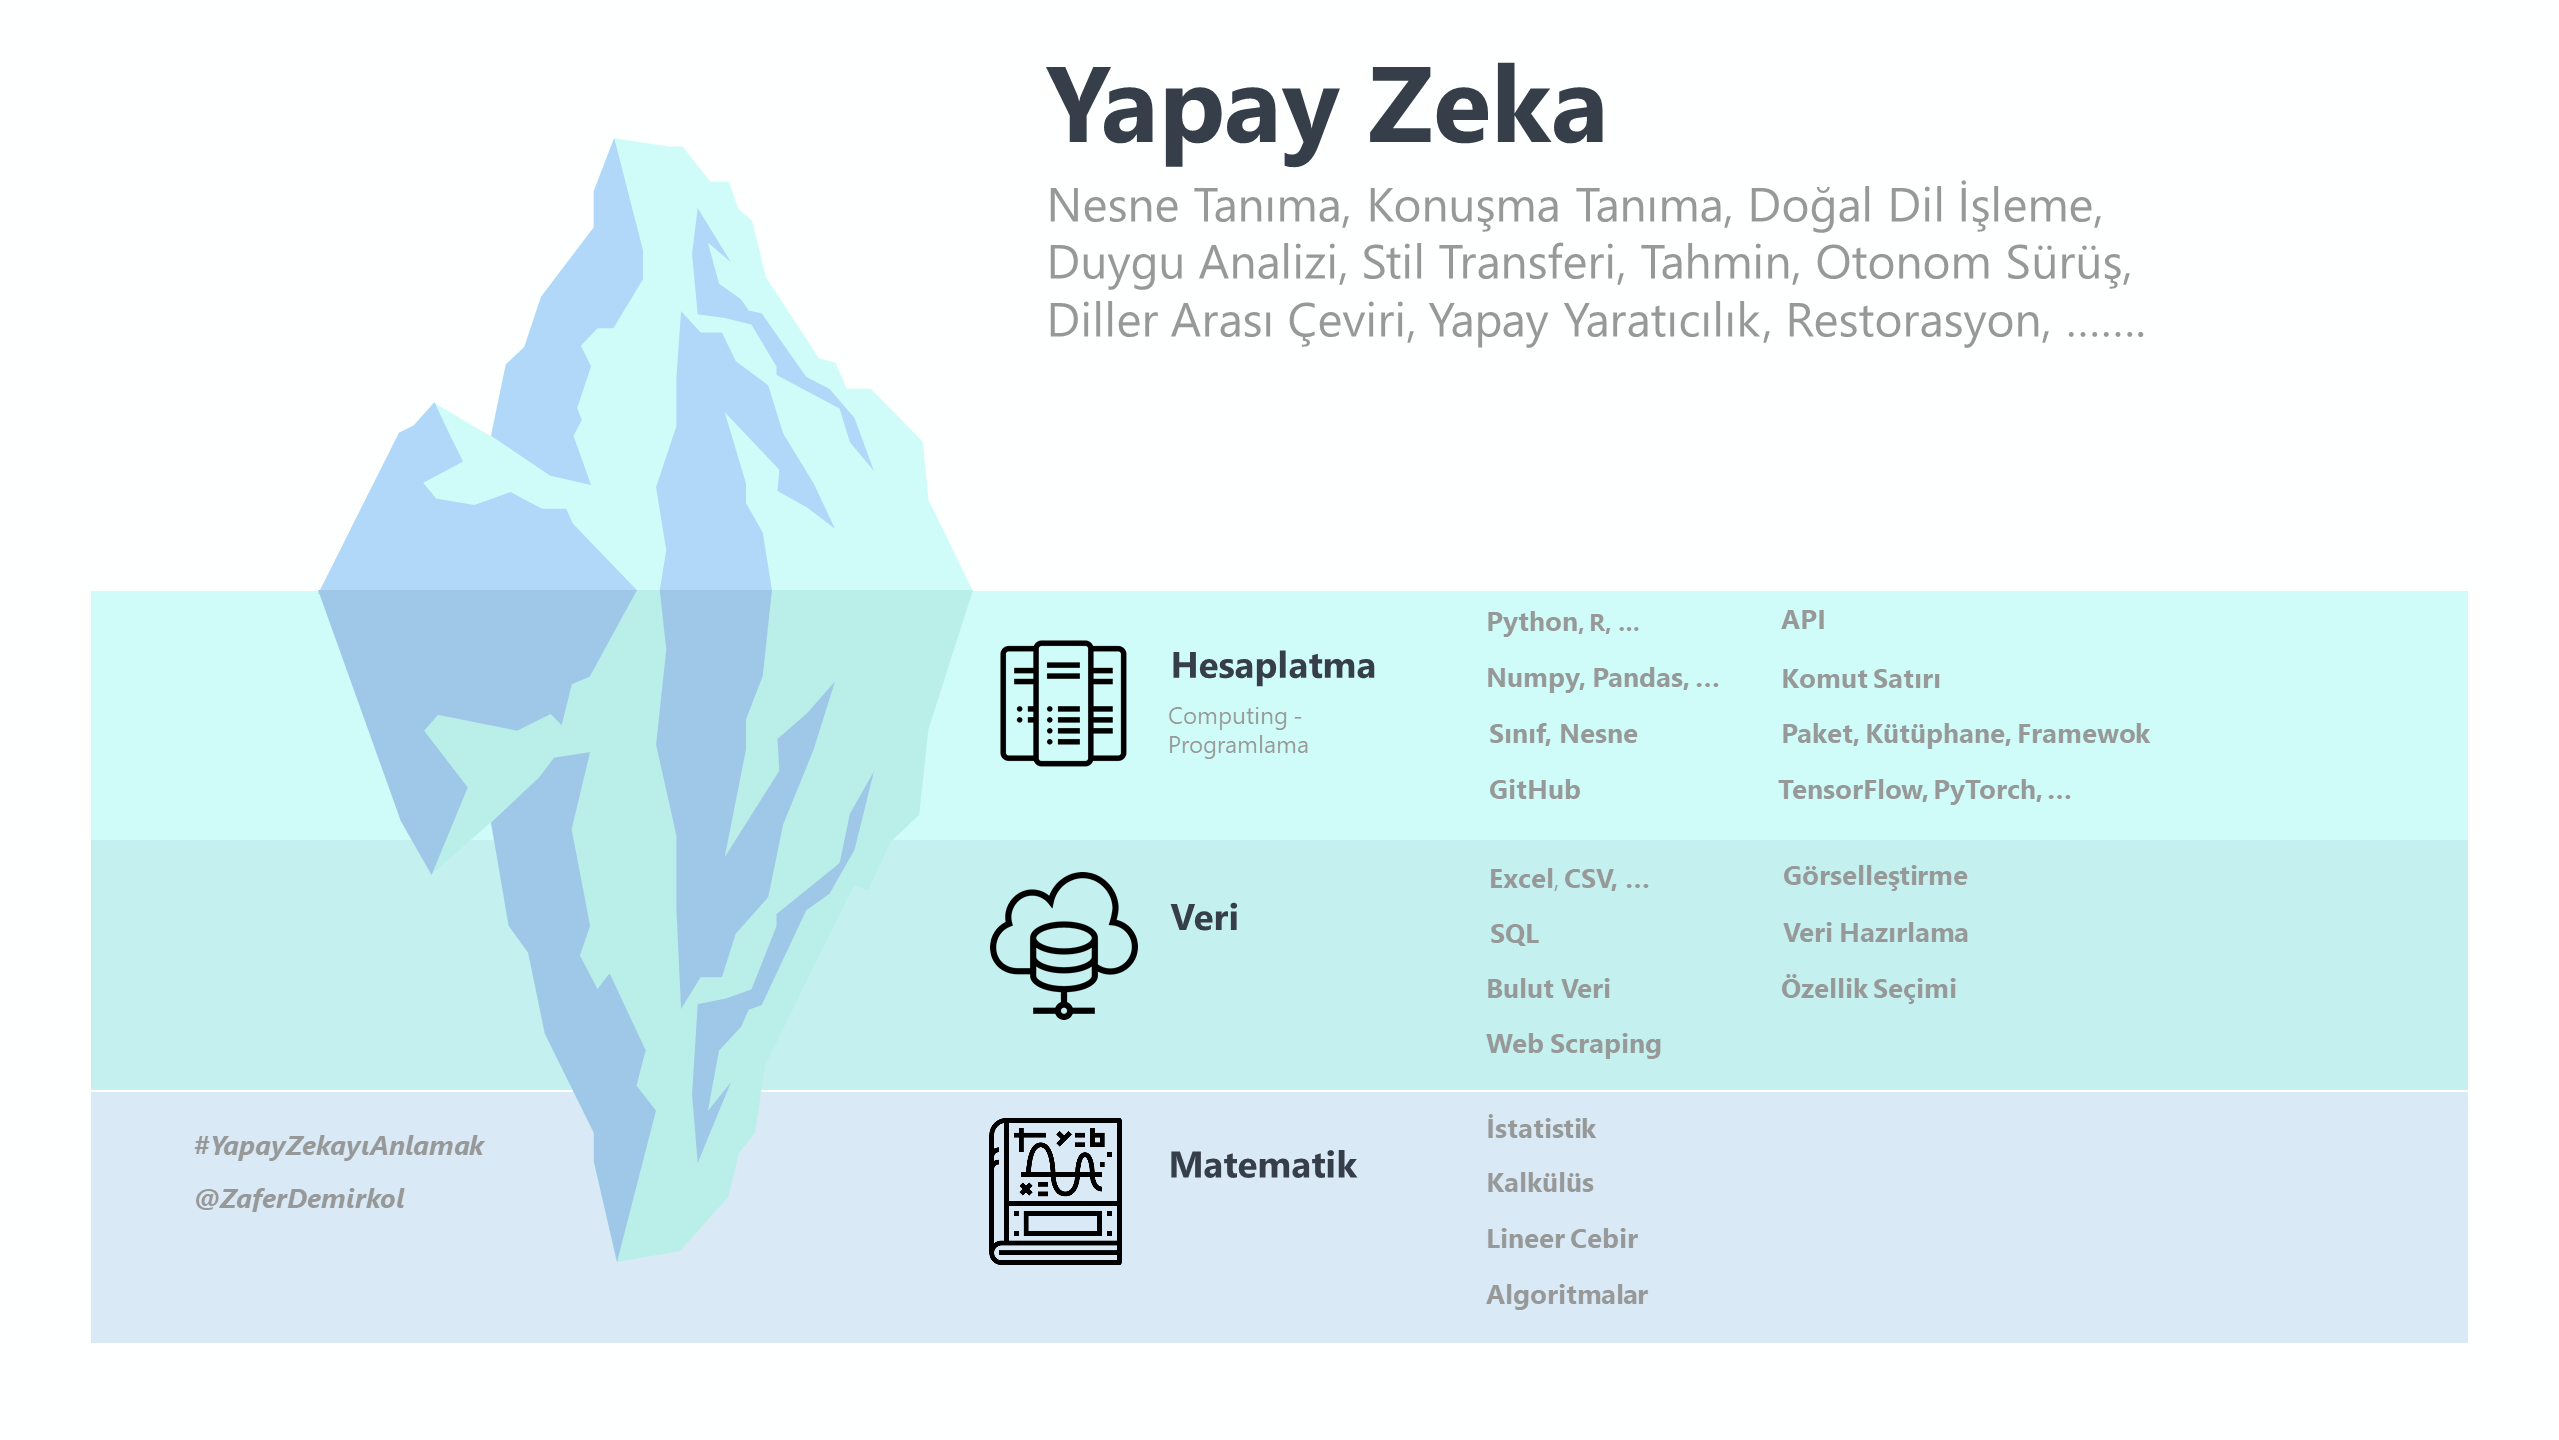 Yapay Zeka
Nesne Tanıma, Konuşma Tanıma, Doğal Dil İşleme,
Duygu Analizi, Stil Transferi, Tahmin, Otonom Sürüş,
Diller Arası Çeviri, Yapay Yaratıcılık, Restorasyon, .......
Hesaplatma
Computing -
Programlama
Python, R, ...
Numpy, Pandas, ...
Sınıf, Nesne
GitHub
API
Komut Satırı
Paket, Kütüphane, Framewok
TensorFlow, PyTorch, ...
Veri
Excel, CSV, ...
SQL
Bulut Veri
Web Scraping
Görselleştirme
Veri Hazırlama
Özellik Seçimi
Matematik
y=b
x=
İstatistik
Kalkülüs
Lineer Cebir
Algoritmalar
#YapayZekayıAnlamak
@ZaferDemirkol